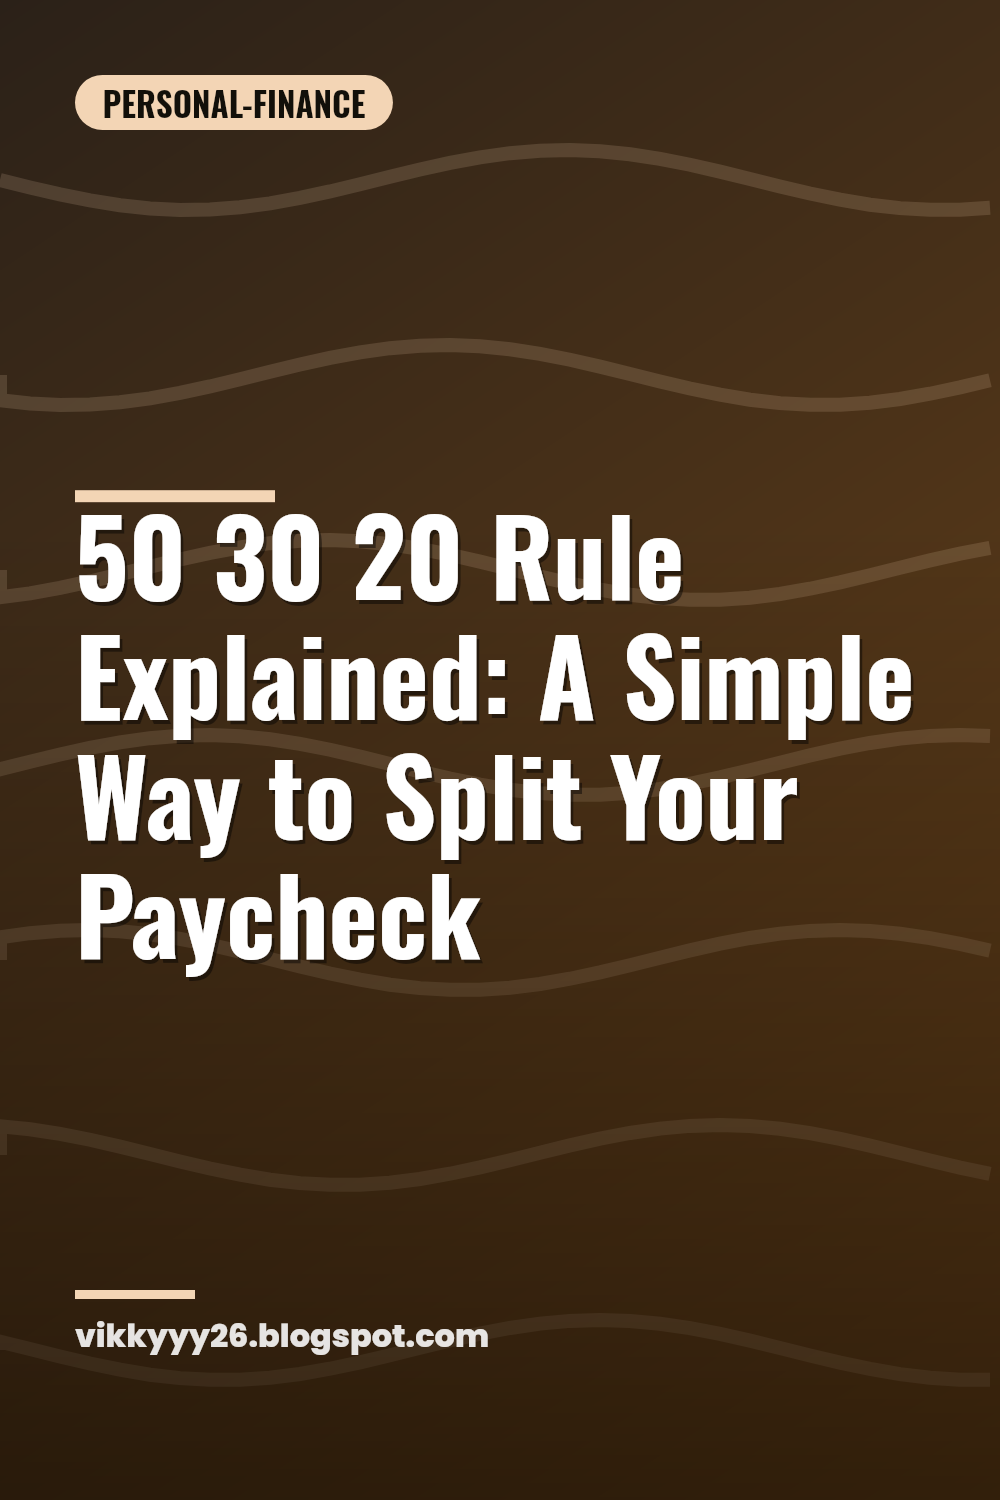 PERSONAL-FINANCE
50 30 20 Rule
Explained: A Simple
Way to Split Your
Paycheck
vikkyyy26.blogspot.com